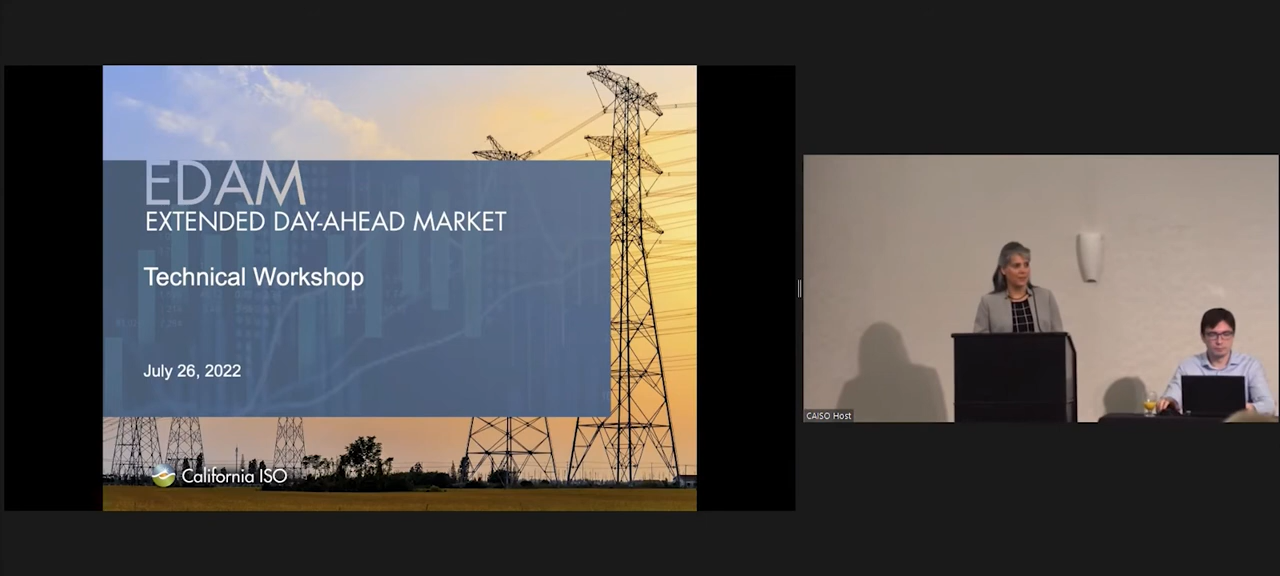 EDAM
EXTENDED DAY-AHEAD MARKET
Technical Workshop
July 26, 2022
California ISO
CAISO Host